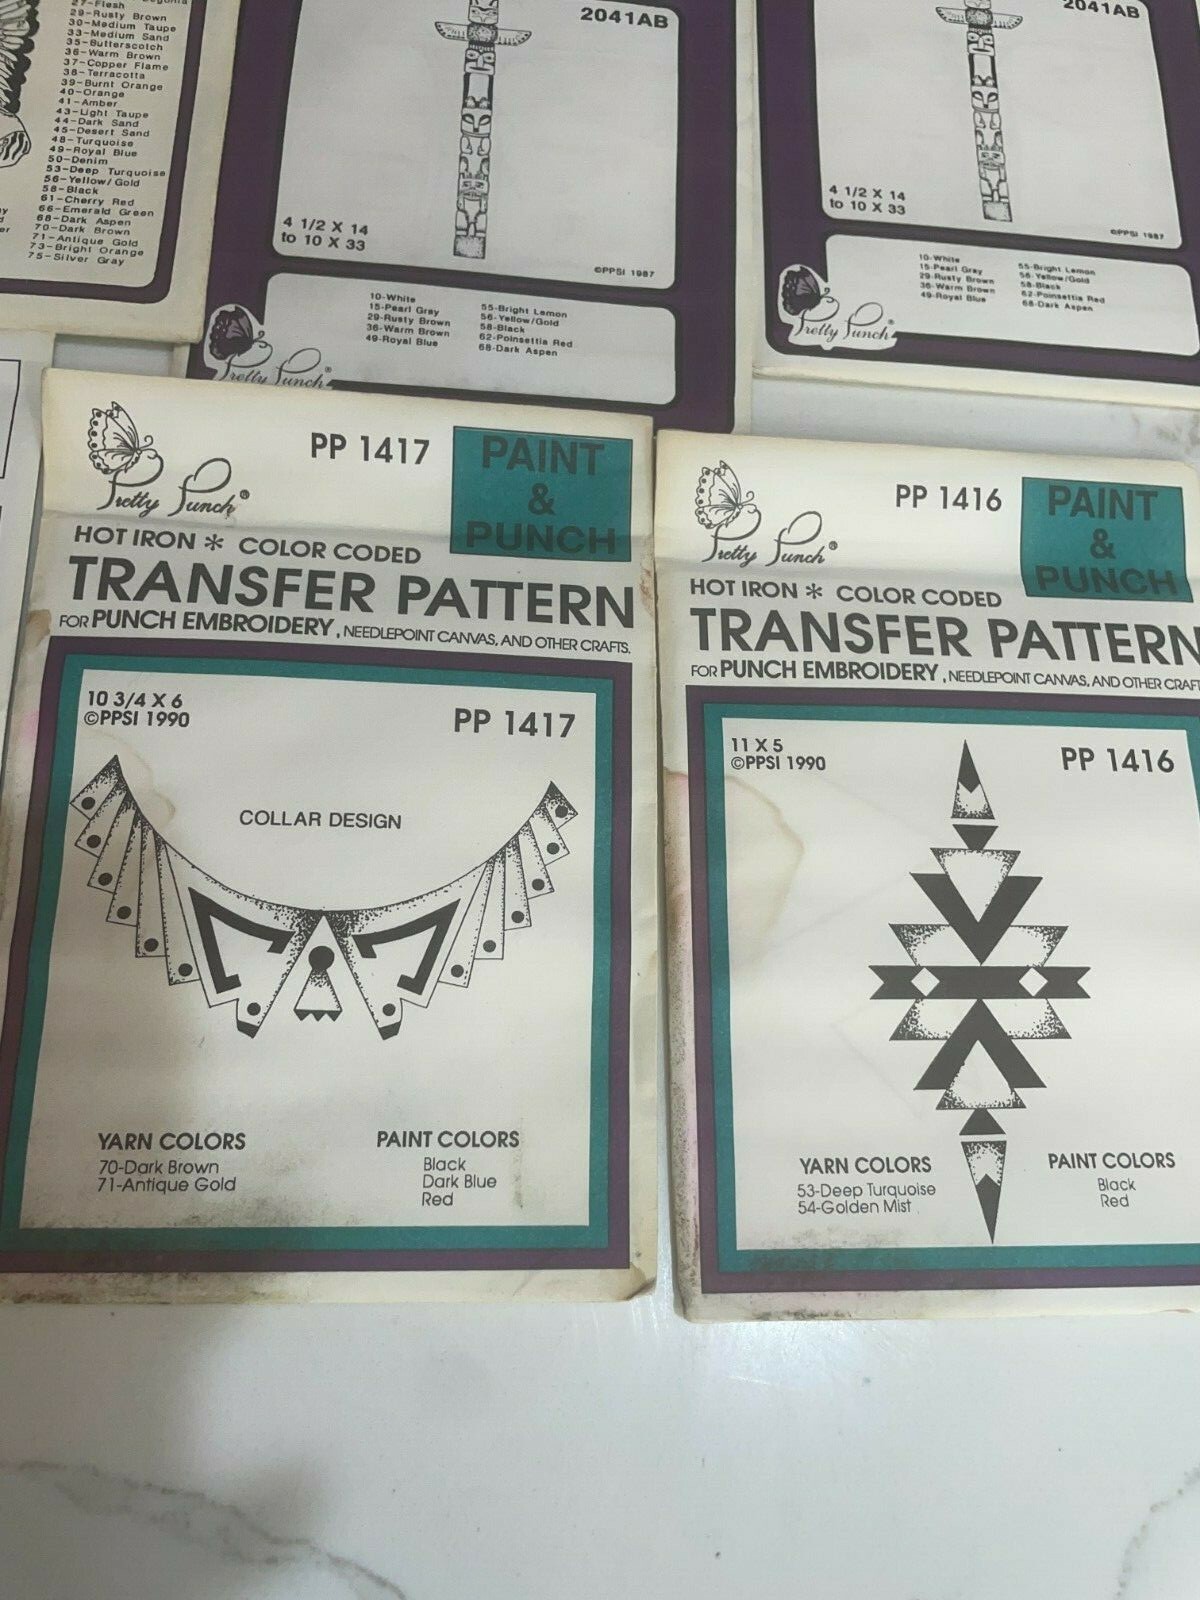 27-Flesh
29-Rusty Brown
30-Medium Taupe
33-Medium Sand
35-Butterscotch
36-Warm Brown
37-Copper Flame
38-Terracotta
39-Burnt Orange
40-Orange
41-Amber
43-Light Taupe
44-Dark Sand
45-Desert Sand
48-Turquoise
49-Royal Blue
50-Denim
53-Deep Turquoise
56-Yellow/Gold
58-Black
61-Cherry Red
66-Emerald Green
68-Dark Aspen
70-Dark Brown
71-Antique Gold
73-Bright Orange
75-Silver Gray
2041AB
4 1/2 X 14
to 10 X 33
©PPSI 1987
10-White
15-Pearl Gray
29-Rusty Brown
36-Warm Brown
49-Royal Blue
55-Bright Lemon
56-Yellow/Gold
58-Black
62-Poinsettia Red
68-Dark Aspen
Pretty Punch®
2041AB
4 1/2 X 14
to 10 X 33
©PPSI 1987
10-White
15-Pearl Gray
29-Rusty Brown
36-Warm Brown
49-Royal Blue
55-Bright Lemon
56-Yellow/Gold
58-Black
62-Poinsettia Red
68-Dark Aspen
Pretty Punch®
Pretty Punch®
PP 1417
PAINT
&
PUNCH
HOT IRON * COLOR CODED
TRANSFER PATTERN
FOR PUNCH EMBROIDERY, NEEDLEPOINT CANVAS, AND OTHER CRAFTS.
10 3/4 X 6
©PPSI 1990
PP 1417
COLLAR DESIGN
YARN COLORS
70-Dark Brown
71-Antique Gold
PAINT COLORS
Black
Dark Blue
Red
Pretty Punch®
PP 1416
PAINT
&
PUNCH
HOT IRON * COLOR CODED
TRANSFER PATTERN
FOR PUNCH EMBROIDERY, NEEDLEPOINT CANVAS, AND OTHER CRAFT
11 X 5
©PPSI 1990
PP 1416
YARN COLORS
53-Deep Turquoise
54-Golden Mist
PAINT COLORS
Black
Red